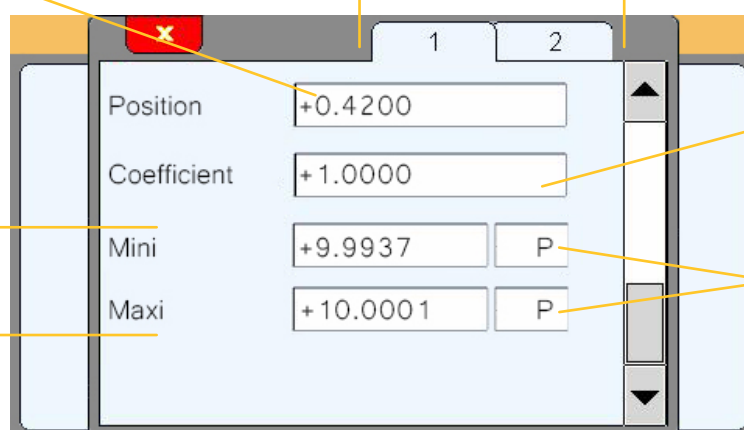 x
1 2
Position +0.4200
Coefficient +1.0000
Mini +9.9937 P
Maxi +10.0001 P